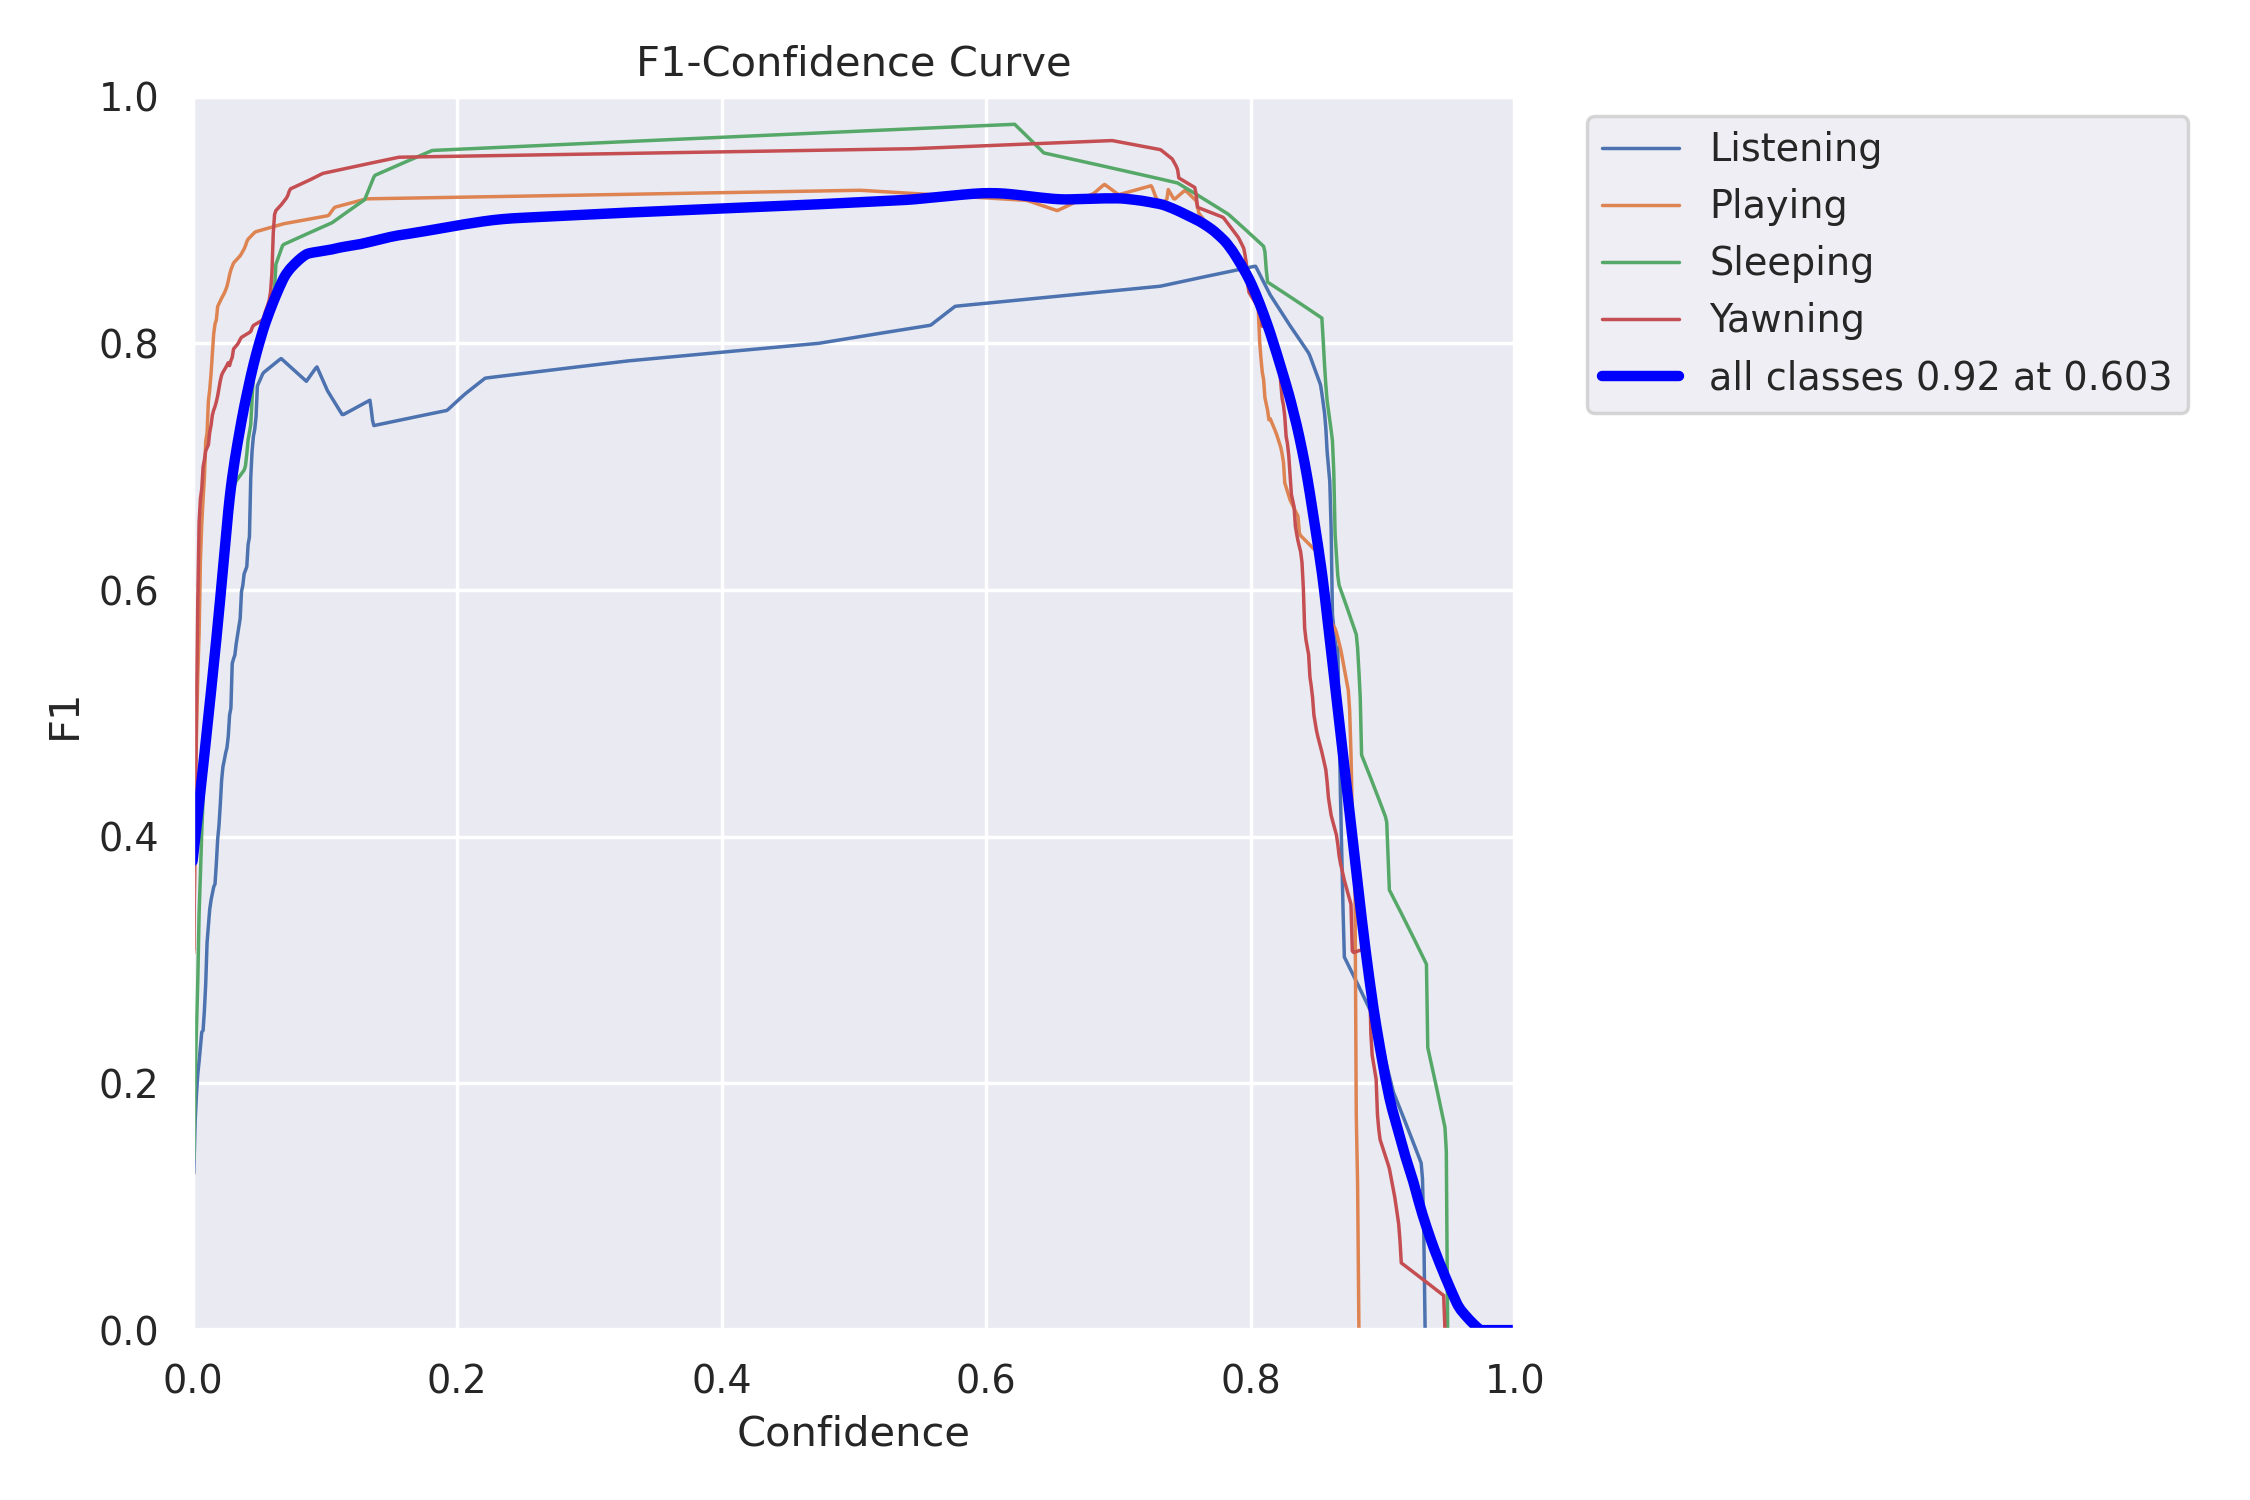 F1-Confidence Curve
1.0
0.8
0.6
0.4
0.2
0.0
F1
0.0 0.2 0.4 0.6 0.8 1.0
Confidence
Listening
Playing
Sleeping
Yawning
all classes 0.92 at 0.603